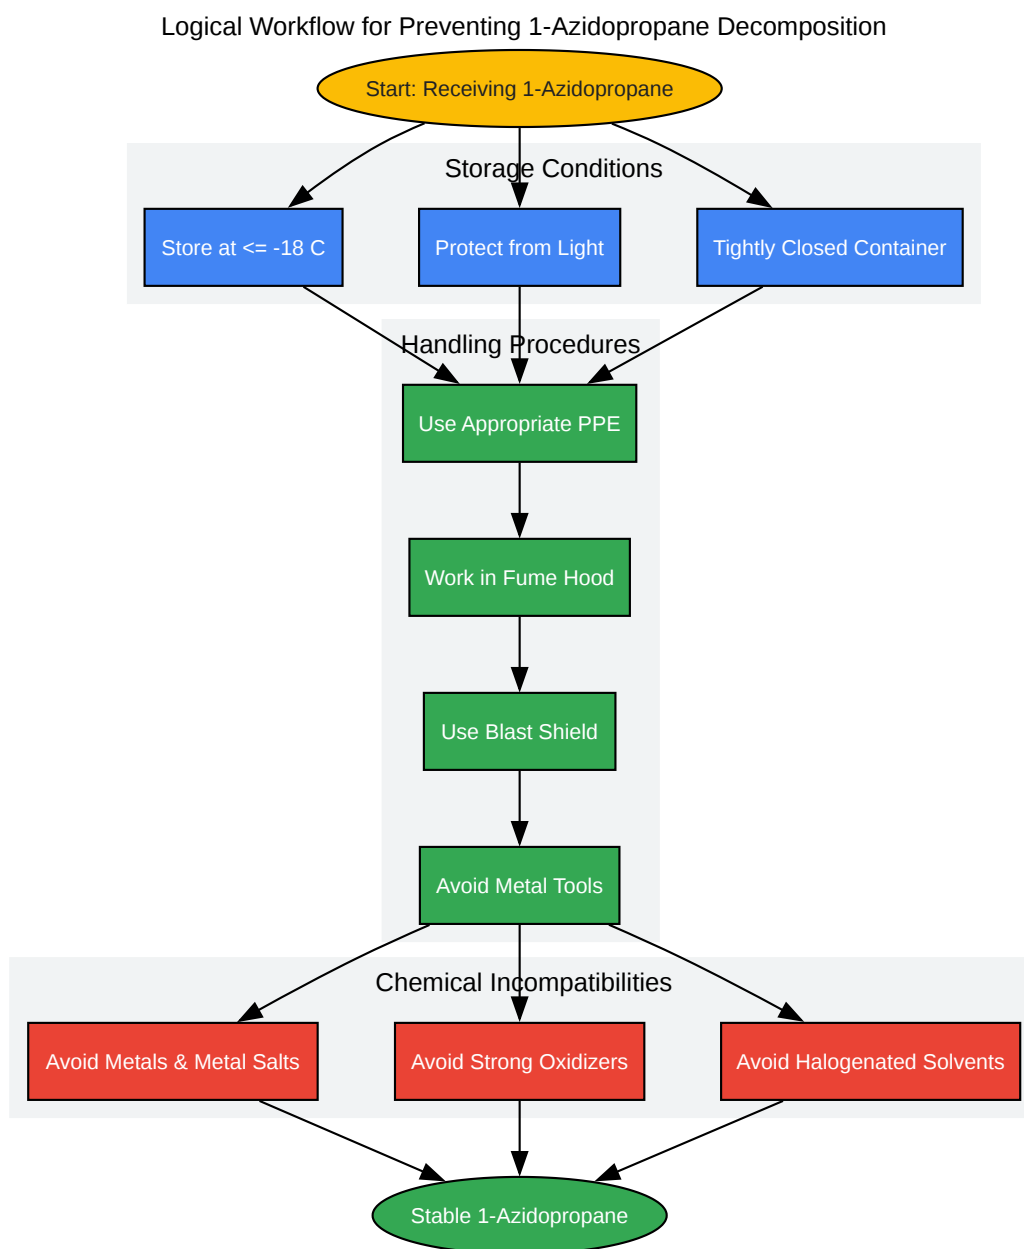 Logical Workflow for Preventing 1-Azidopropane Decomposition
Start: Receiving 1-Azidopropane
Storage Conditions
Store at <= -18 C
Protect from Light
Tightly Closed Container
Handling Procedures
Use Appropriate PPE
Work in Fume Hood
Use Blast Shield
Avoid Metal Tools
Chemical Incompatibilities
Avoid Metals & Metal Salts
Avoid Strong Oxidizers
Avoid Halogenated Solvents
Stable 1-Azidopropane